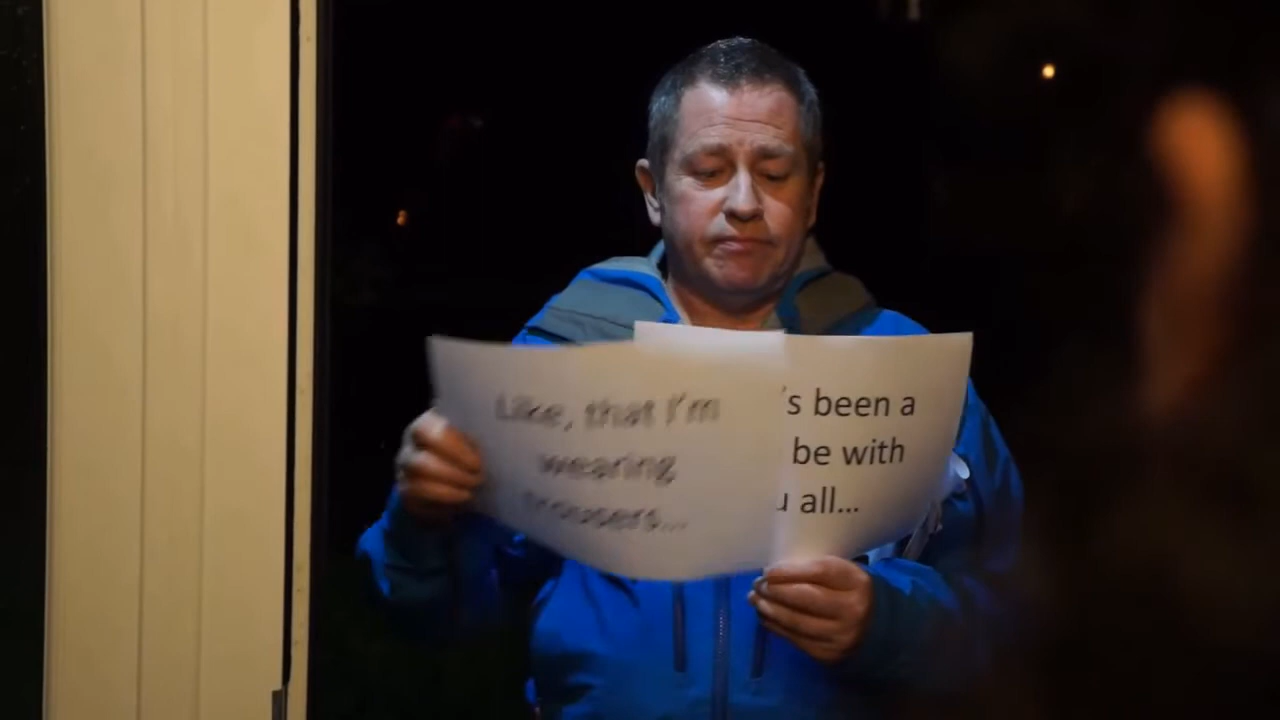 Like, that I'm
wearing
trousers...
's been a
be with
u all...